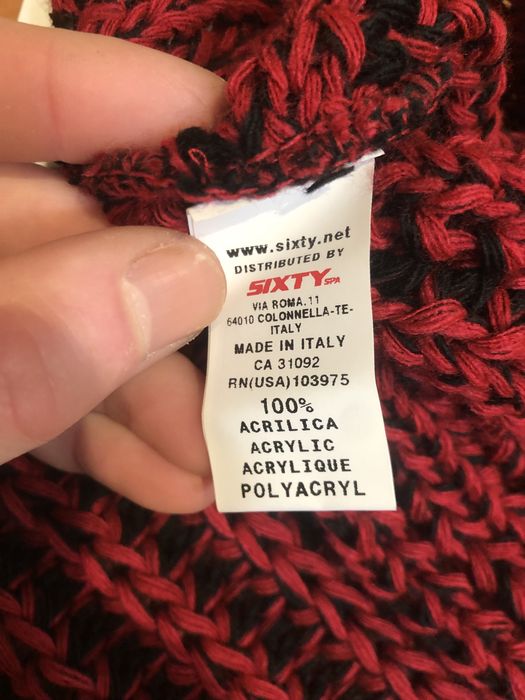 www.sixty.net
DISTRIBUTED BY
SIXTY SPA
VIA ROMA.11
64010 COLONNELLA-TE-
ITALY
MADE IN ITALY
CA 31092
RN(USA)103975
100%
ACRILICA
ACRYLIC
ACRYLIQUE
POLYACRYL